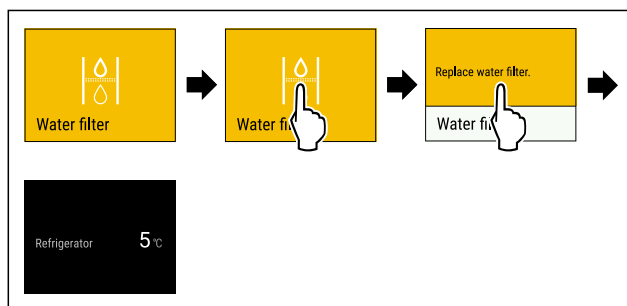 Water filter
Water fi
Replace water filter.
Water fi
Refrigerator 5 °C